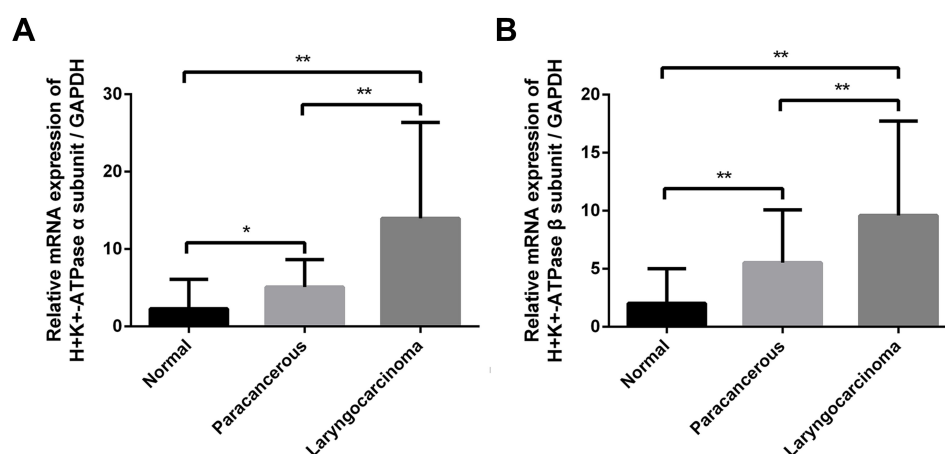 A
Relative mRNA expression of
H+K+-ATPase α subunit / GAPDH
30
20
10
0
**
**
*
Normal
Paracancerous
Laryngocarcinoma
B
Relative mRNA expression of
H+K+-ATPase β subunit / GAPDH
20
15
10
5
0
**
**
**
Normal
Paracancerous
Laryngocarcinoma